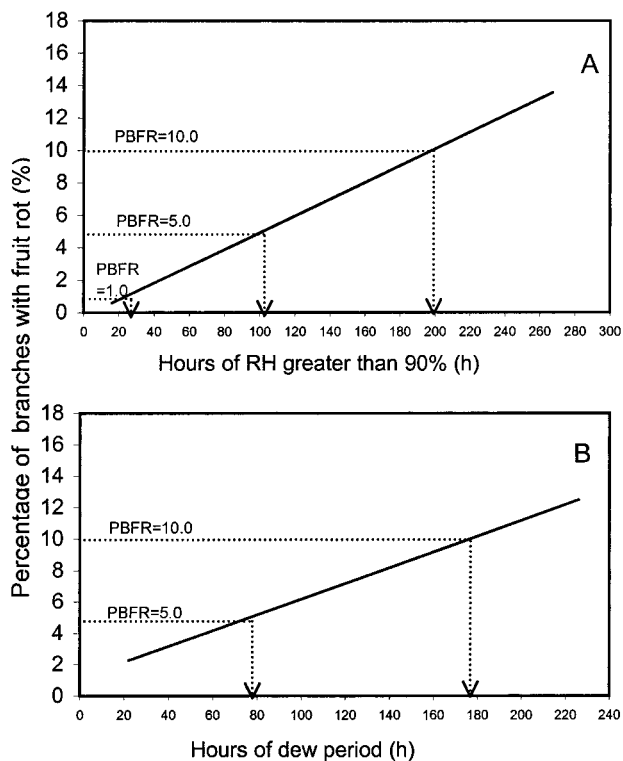 Percentage of branches with fruit rot (%)
18
16
14
12
10
8
6
4
2
0
A
PBFR=10.0
PBFR=5.0
PBFR
=1.0
0 20 40 60 80 100 120 140 160 180 200 220 240 260 280 300
Hours of RH greater than 90% (h)
18
16
14
12
10
8
6
4
2
0
B
PBFR=10.0
PBFR=5.0
0 20 40 60 80 100 120 140 160 180 200 220 240
Hours of dew period (h)